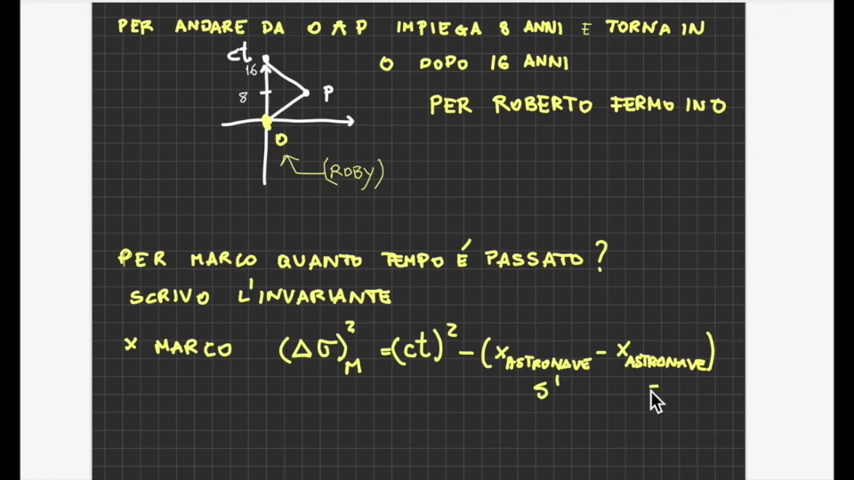 PER ANDARE DA O A P IMPIEGA 8 ANNI E TORNA IN
O DOPO 16 ANNI
ct
16
8
P
PER ROBERTO FERMO IN O
O
(ROBY)
PER MARCO QUANTO TEMPO É PASSATO?
SCRIVO L'INVARIANTE
x MARCO (Δσ)²M = (ct)² - (xASTRONAVE - xASTRONAVE)
S'